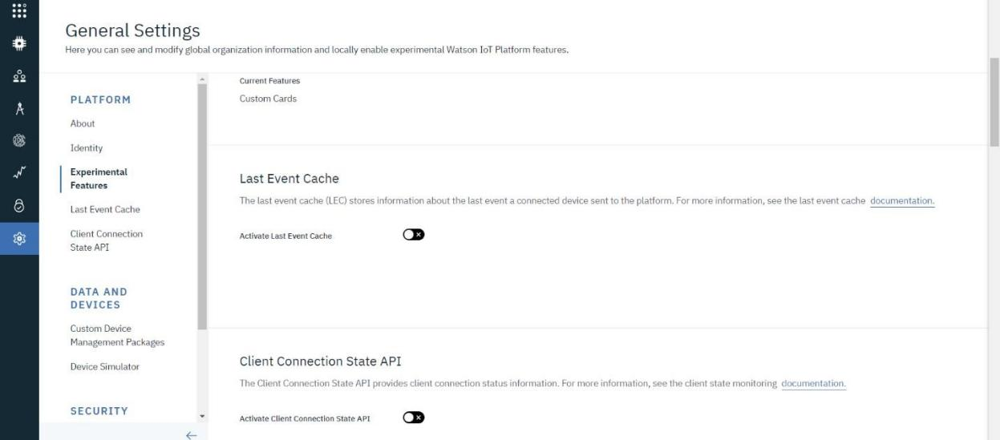 General Settings
Here you can see and modify global organization information and locally enable experimental Watson IoT Platform features.
PLATFORM
About
Identity
Experimental
Features
Last Event Cache
Client Connection
State API
DATA AND
DEVICES
Custom Device
Management Packages
Device Simulator
SECURITY
Current Features
Custom Cards
Last Event Cache
The last event cache (LEC) stores information about the last event a connected device sent to the platform. For more information, see the last event cache documentation.
Activate Last Event Cache
Client Connection State API
The Client Connection State API provides client connection status information. For more information, see the client state monitoring documentation.
Activate Client Connection State API